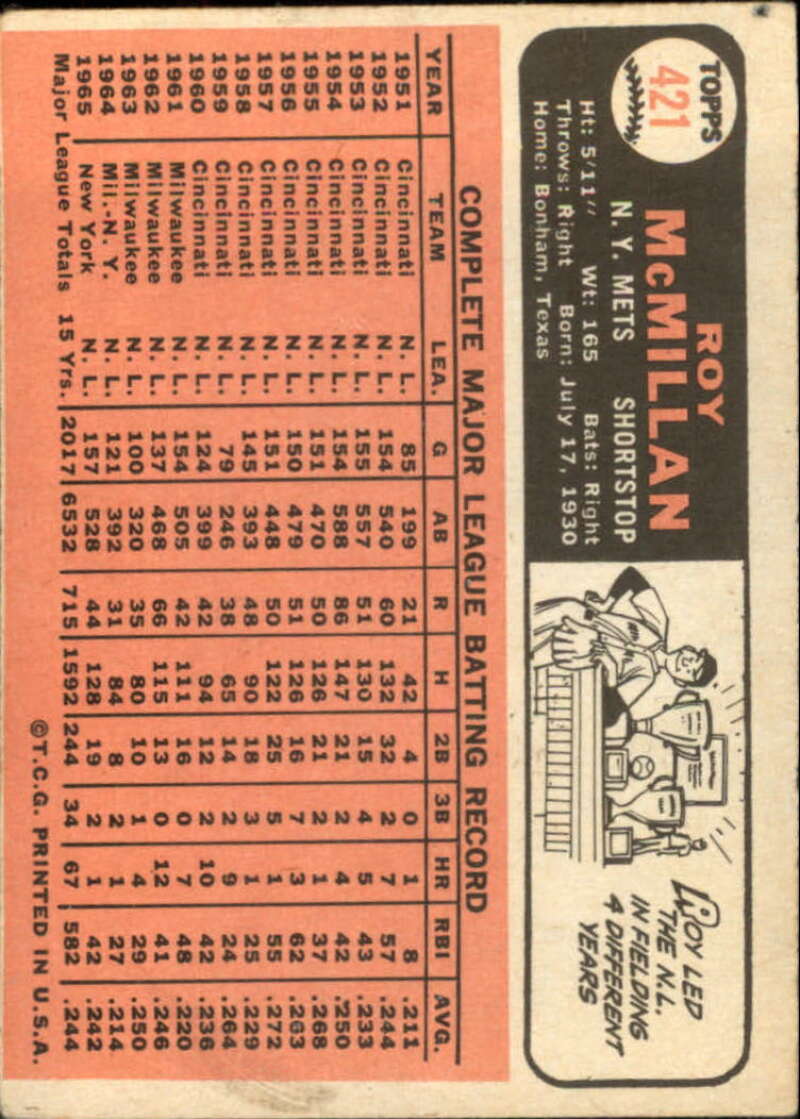 TOPPS
421
ROY
McMILLAN
N. Y. METS SHORTSTOP
Ht: 5'11" Wt: 165 Bats: Right
Throws: Right Born: July 17, 1930
Home: Bonham, Texas
ROY LED
THE N.L.
IN FIELDING
4 DIFFERENT
YEARS
COMPLETE MAJOR LEAGUE BATTING RECORD
YEAR TEAM LEA. G AB R H 2B 3B HR RBI AVG.
1951 Cincinnati N. L. 85 199 21 42 4 0 1 8 .211
1952 Cincinnati N. L. 154 540 60 132 32 2 7 57 .244
1953 Cincinnati N. L. 155 557 51 130 15 4 5 43 .233
1954 Cincinnati N. L. 154 588 86 147 21 2 4 42 .250
1955 Cincinnati N. L. 151 470 50 126 21 2 1 37 .268
1956 Cincinnati N. L. 150 479 51 126 16 7 3 62 .263
1957 Cincinnati N. L. 151 448 50 122 25 5 1 55 .272
1958 Cincinnati N. L. 145 393 48 90 18 3 1 25 .229
1959 Cincinnati N. L. 79 246 38 65 14 2 9 24 .264
1960 Cincinnati N. L. 124 399 42 94 12 2 10 42 .236
1961 Milwaukee N. L. 154 505 42 111 16 0 7 48 .220
1962 Milwaukee N. L. 137 468 66 115 13 0 12 41 .246
1963 Milwaukee N. L. 100 320 35 80 10 1 4 29 .250
1964 Mil.-N. Y. N. L. 121 392 31 84 8 2 1 27 .214
1965 New York N. L. 157 528 44 128 19 2 1 42 .242
Major League Totals 15 Yrs. 2017 6532 715 1592 244 34 67 582 .244
©T.C.G. PRINTED IN U.S.A.